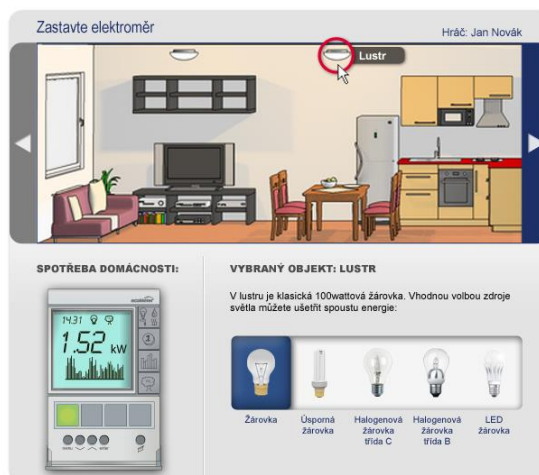 Zastavte elektroměr
Hráč: Jan Novák
Lustr
SPOTŘEBA DOMÁCNOSTI:
VYBRANÝ OBJEKT: LUSTR
V lustru je klasická 100wattová žárovka. Vhodnou volbou zdroje
světla můžete ušetřit spoustu energie:
14.31
1.52 kW
Žárovka
Úsporná
žárovka
Halogenová
žárovka
třída C
Halogenová
žárovka
třída B
LED
žárovka